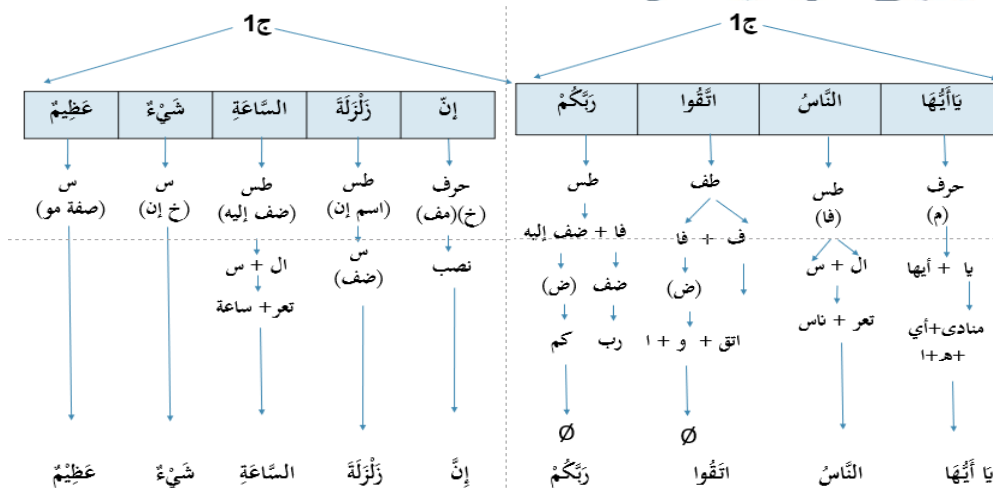 ج1 ج1
يَاأَيُّهَا النَّاسُ اتَّقُوا رَبَّكُمْ إنّ زَلْزَلَةَ السَّاعَةِ شَيْءٌ عَظِيمٌ
حرف طس طف طس حرف طس طس س س
(م) (فا) (خ)(مف) (اسم إن) (ضف إليه) (خ إن) (صفة مو)
ف + فا فا + ضف إليه
يا + أيها ال + س (ض) ضف (ض) نصب س ال + س
(ضف)
منادى+أي تعر + ناس اتق + و + ا رب كم تعر+ ساعة
+هـ+ا
Ø Ø
يَا أَيُّهَا النَّاسُ اتَقُوا رَبَّكُمْ إِنَّ زَلْزَلَةَ السَّاعَةِ شَيْءٌ عَظِيْمٌ